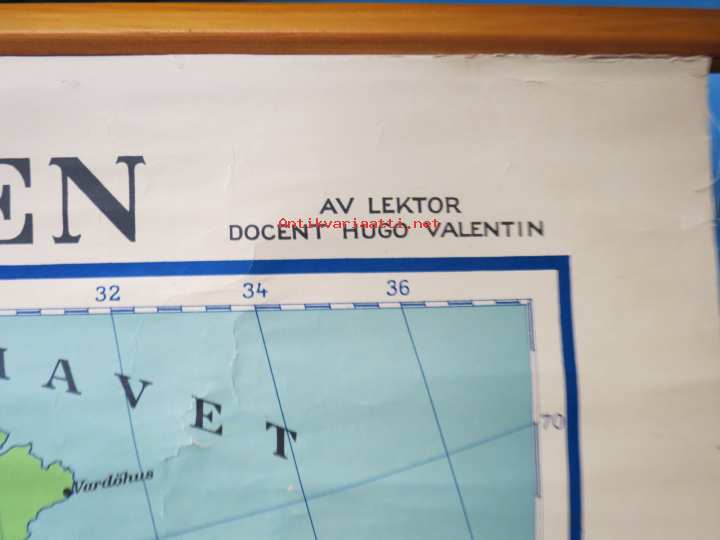 EN
AV LEKTOR
Antikvariaatti.net
DOCENT HUGO VALENTIN
32 34 36
HAVET
70
Vardöhus